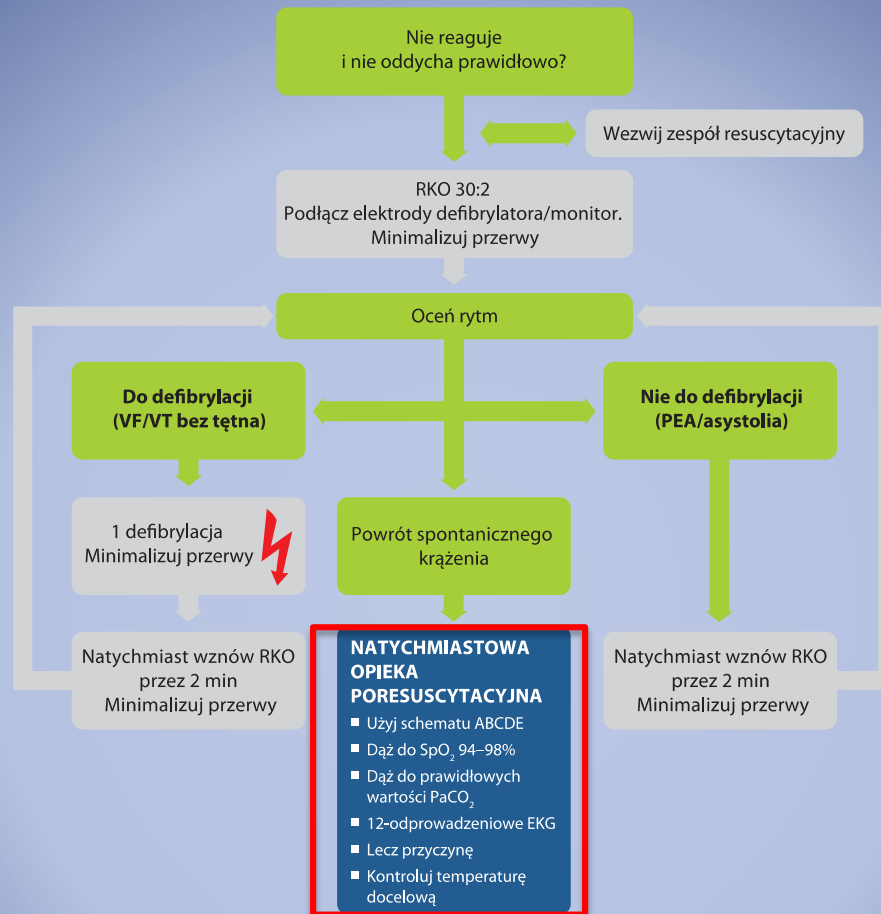 Nie reaguje
i nie oddycha prawidłowo?
Wezwij zespół resuscytacyjny
RKO 30:2
Podłącz elektrody defibrylatora/monitor.
Minimalizuj przerwy
Oceń rytm
Do defibrylacji
(VF/VT bez tętna)
Nie do defibrylacji
(PEA/asystolia)
1 defibrylacja
Minimalizuj przerwy
Powrót spontanicznego
krążenia
Natychmiast wznów RKO
przez 2 min
Minimalizuj przerwy
NATYCHMIASTOWA
OPIEKA
PORESUSCYTACYJNA
■ Użyj schematu ABCDE
■ Dąż do SpO₂ 94–98%
■ Dąż do prawidłowych
wartości PaCO₂
■ 12-odprowadzeniowe EKG
■ Lecz przyczynę
■ Kontroluj temperaturę
docelową
Natychmiast wznów RKO
przez 2 min
Minimalizuj przerwy